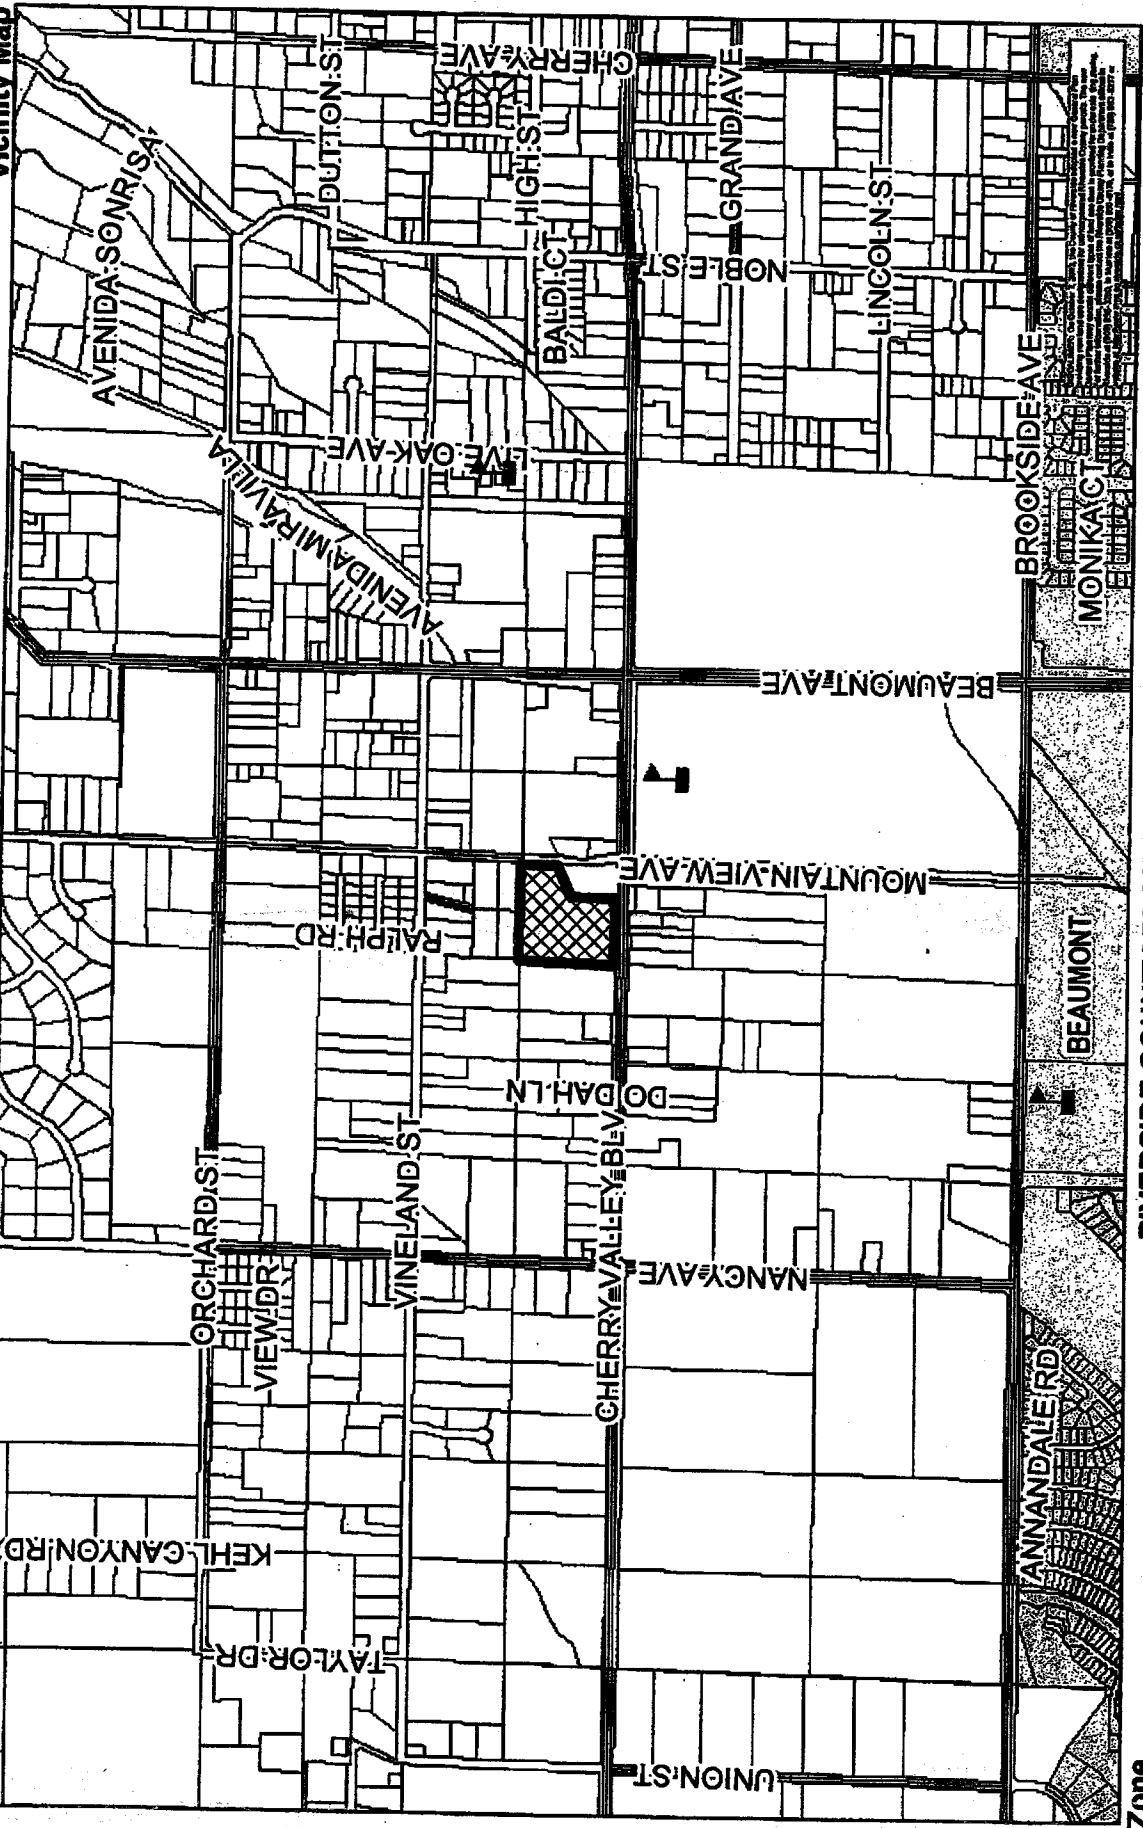 Vicinity Map
CHERRY AVE
DUTTON ST
HIGH ST
GRAND AVE
AVENIDA SONRISA
BALDI CT
NOBLE ST
LINCOLN ST
BROOKSIDE AVE
LIVE OAK AVE
AVENIDA MIRAVILLA
MONIKA CT
BEAUMONT AVE
MOUNTAIN VIEW AVE
RALPH RD
BEAUMONT
DO DAH LN
ORCHARD ST
VINELAND ST
CHERRY VALLEY BLV
VIEW DR
NANCY AVE
ANNANDALE RD
KEHL CANYON RD
TAYLOR DR
UNION ST
Zone